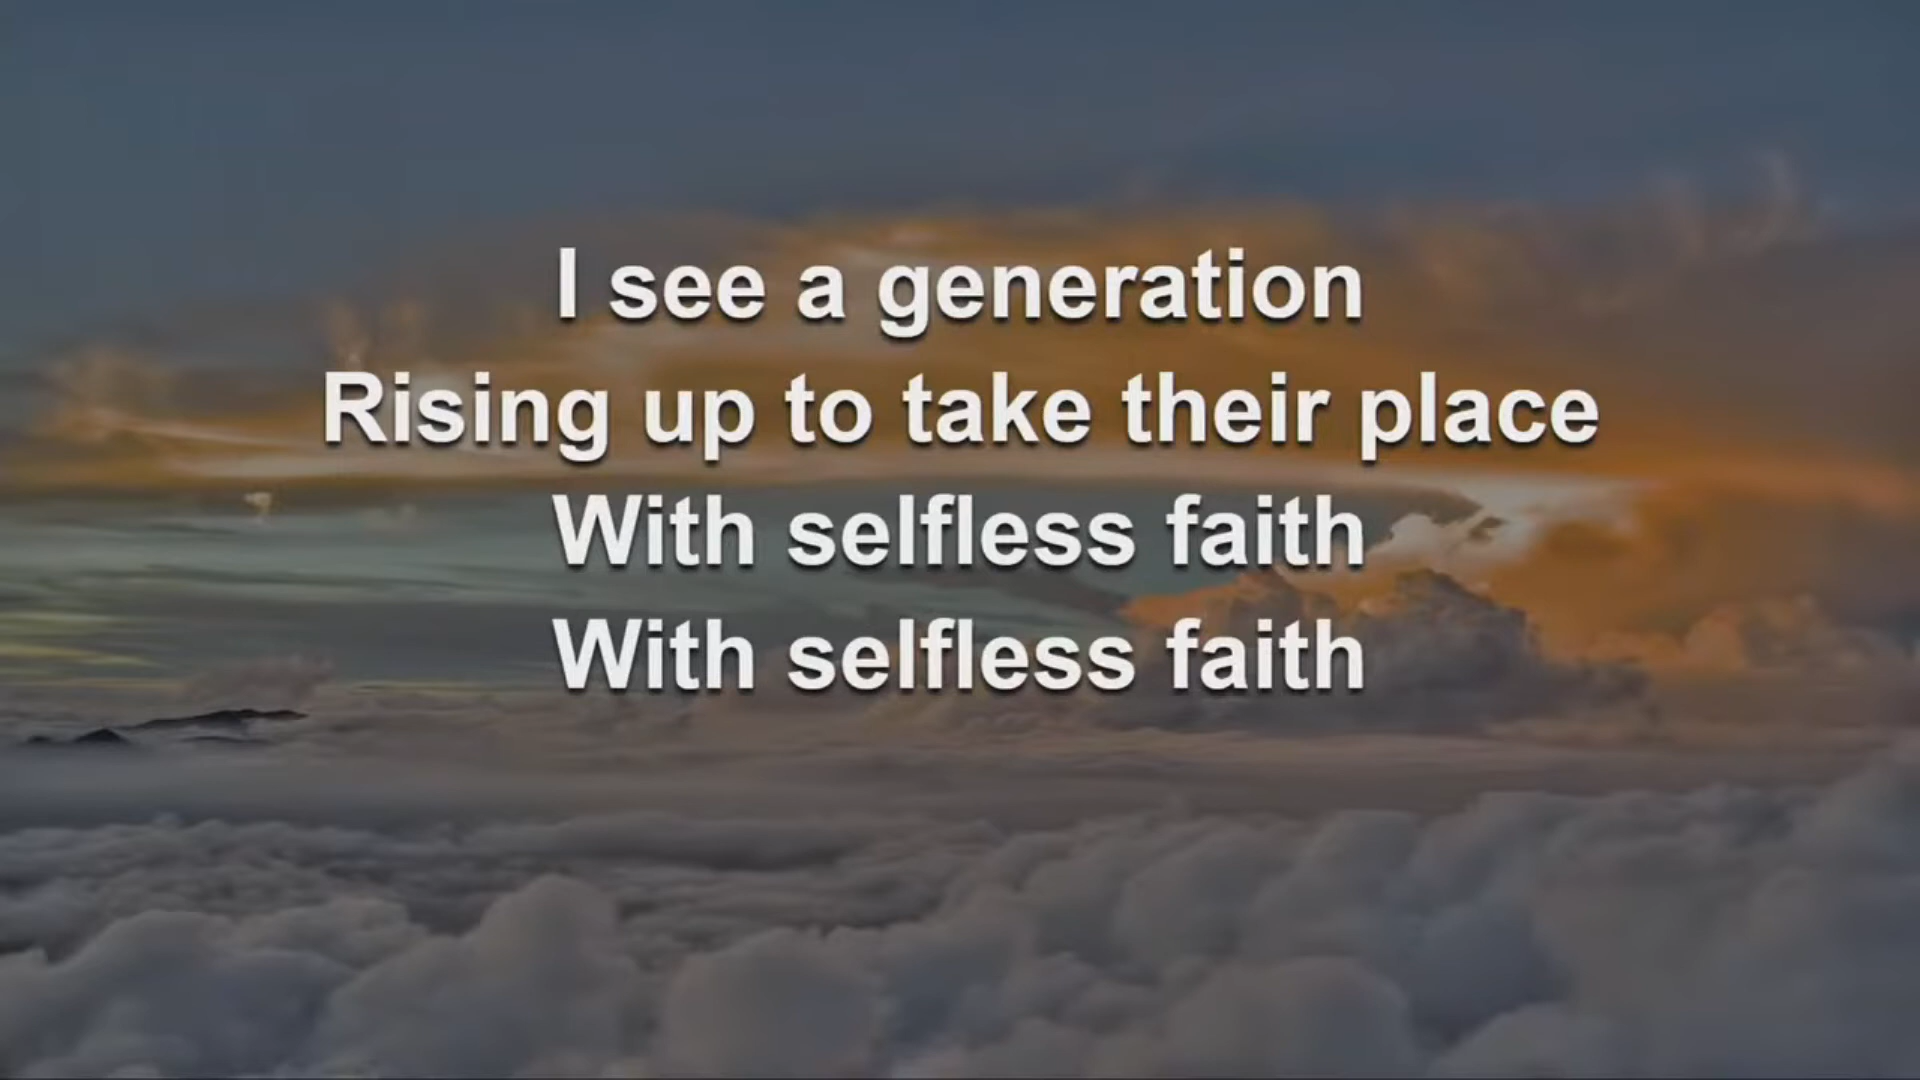 I see a generation
Rising up to take their place
With selfless faith
With selfless faith